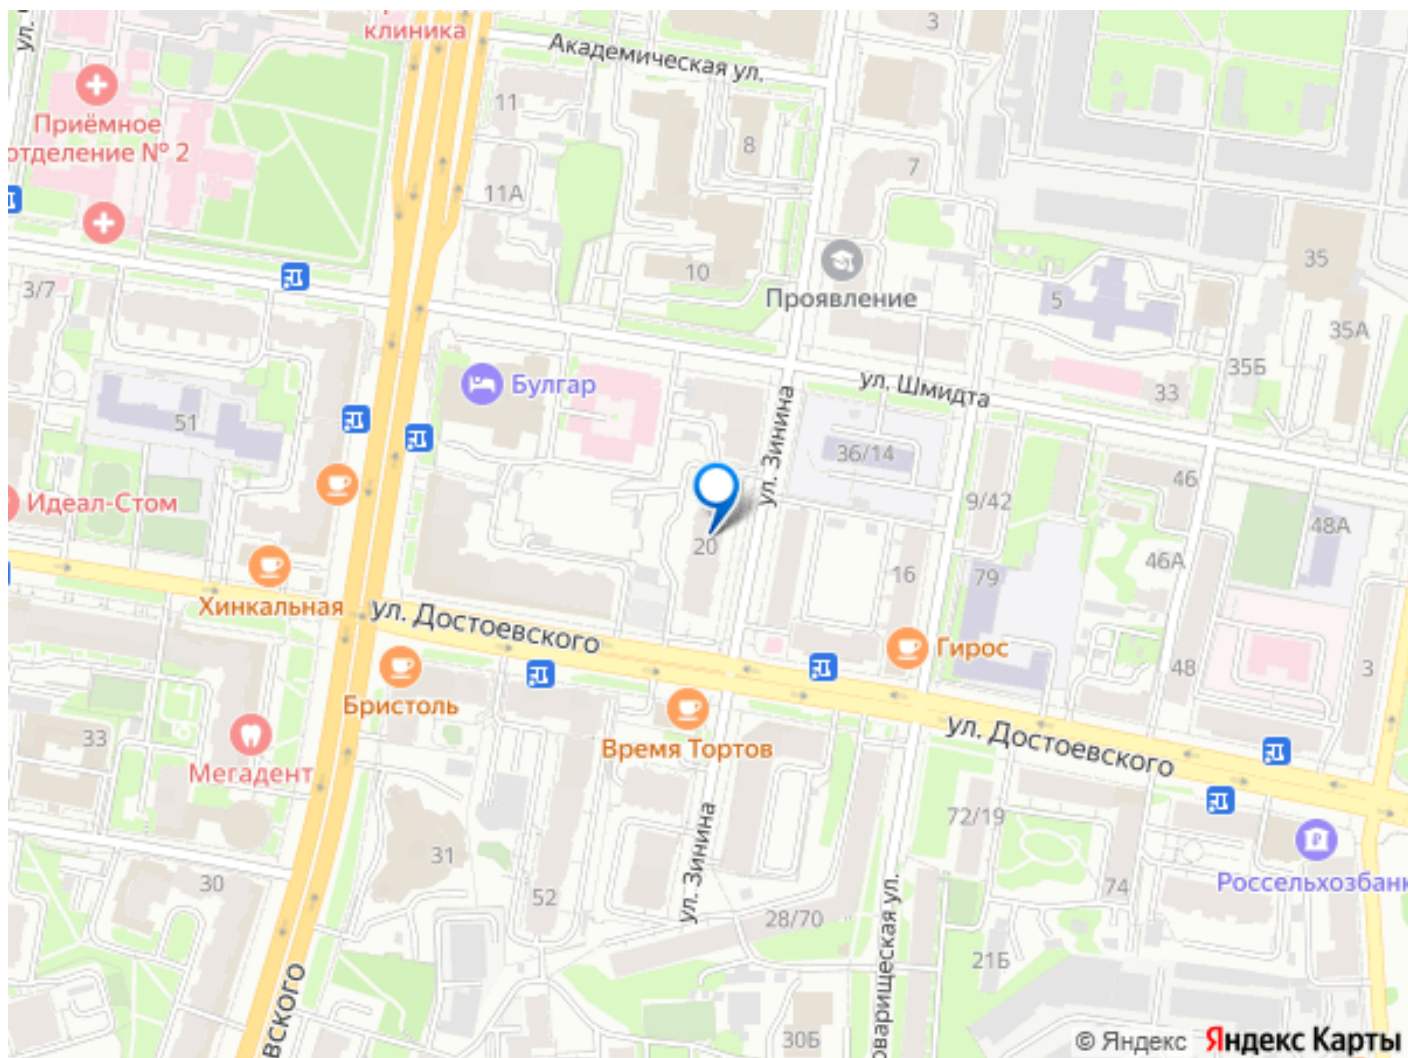 ул.
клиника
Академическая ул.
3
11
8
Приёмное
отделение № 2
7
11А
10
35
3/7
Проявление
5
35А
35Б
ул. Шмидта
33
Булгар
51
ул. Зинина
36/14
46
9/42
Идеал-Стом
48А
20
46А
16
79
Хинкальная
ул. Достоевского
Гирос
48
3
Бристоль
ул. Достоевского
33
Время Тортов
Мегадент
72/19
ул. Зинина
31
30
Россельхозбанк
74
52
28/70
оварищеская ул.
21Б
вского
30Б
© Яндекс Яндекс Карты